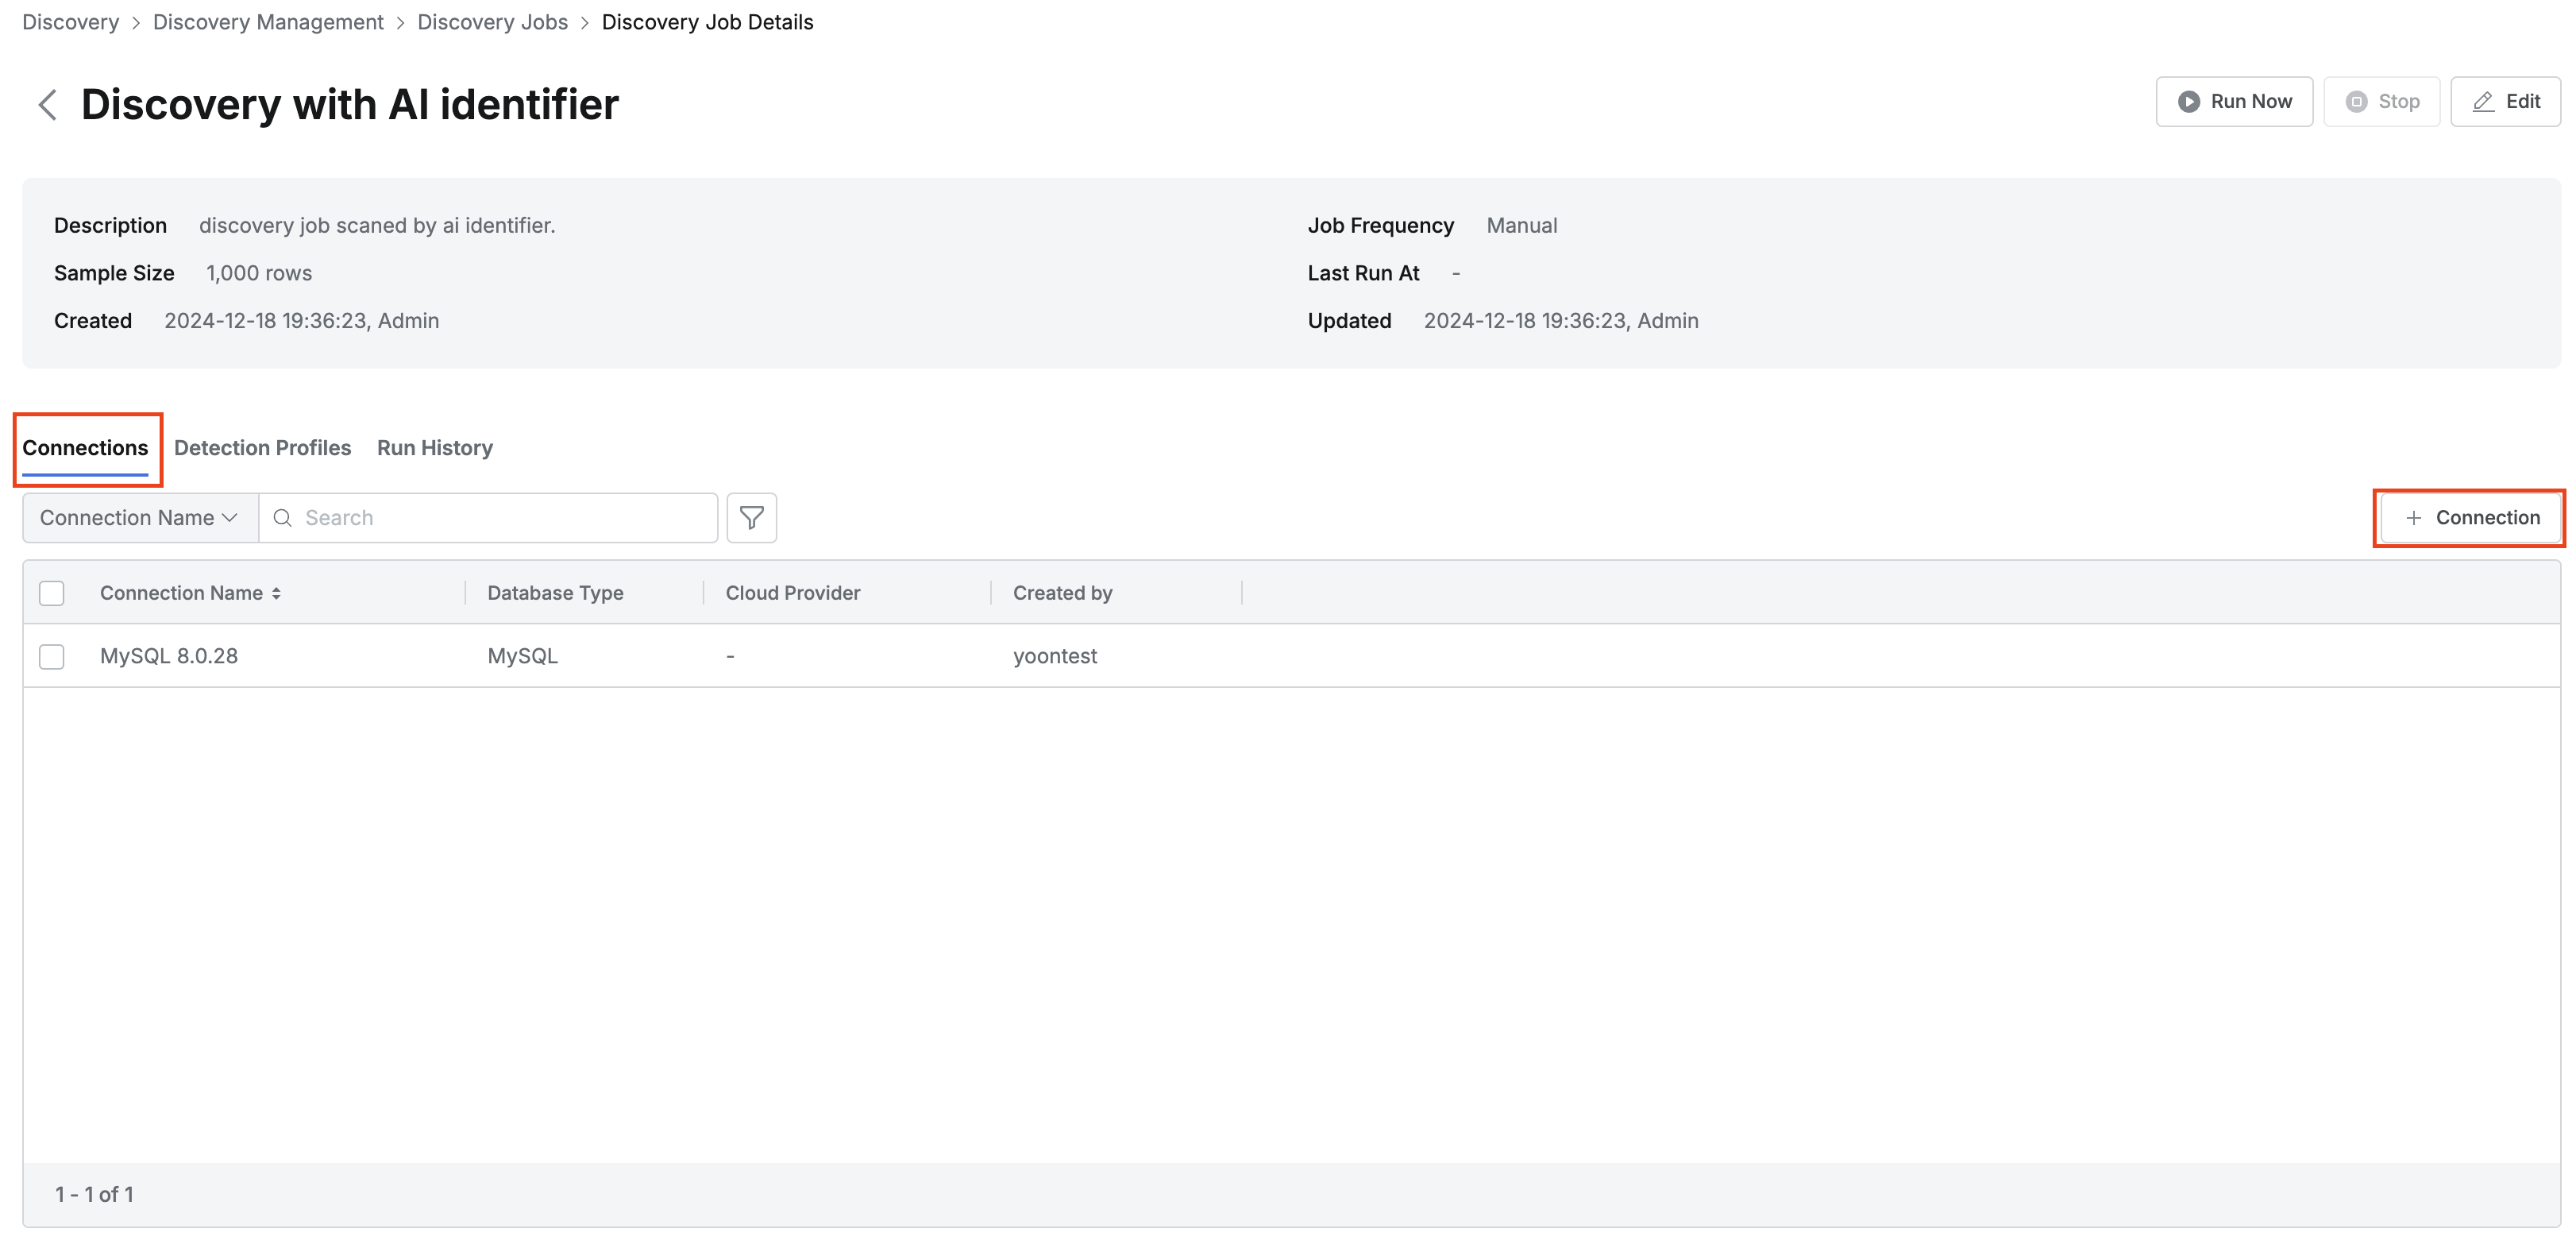 Discovery > Discovery Management > Discovery Jobs > Discovery Job Details
Discovery with AI identifier
Run Now
Stop
Edit
Description discovery job scaned by ai identifier.
Job Frequency Manual
Sample Size 1,000 rows
Last Run At -
Created 2024-12-18 19:36:23, Admin
Updated 2024-12-18 19:36:23, Admin
Connections Detection Profiles Run History
Connection Name Search
+ Connection
Connection Name Database Type Cloud Provider Created by
MySQL 8.0.28 MySQL - yoontest
1 - 1 of 1